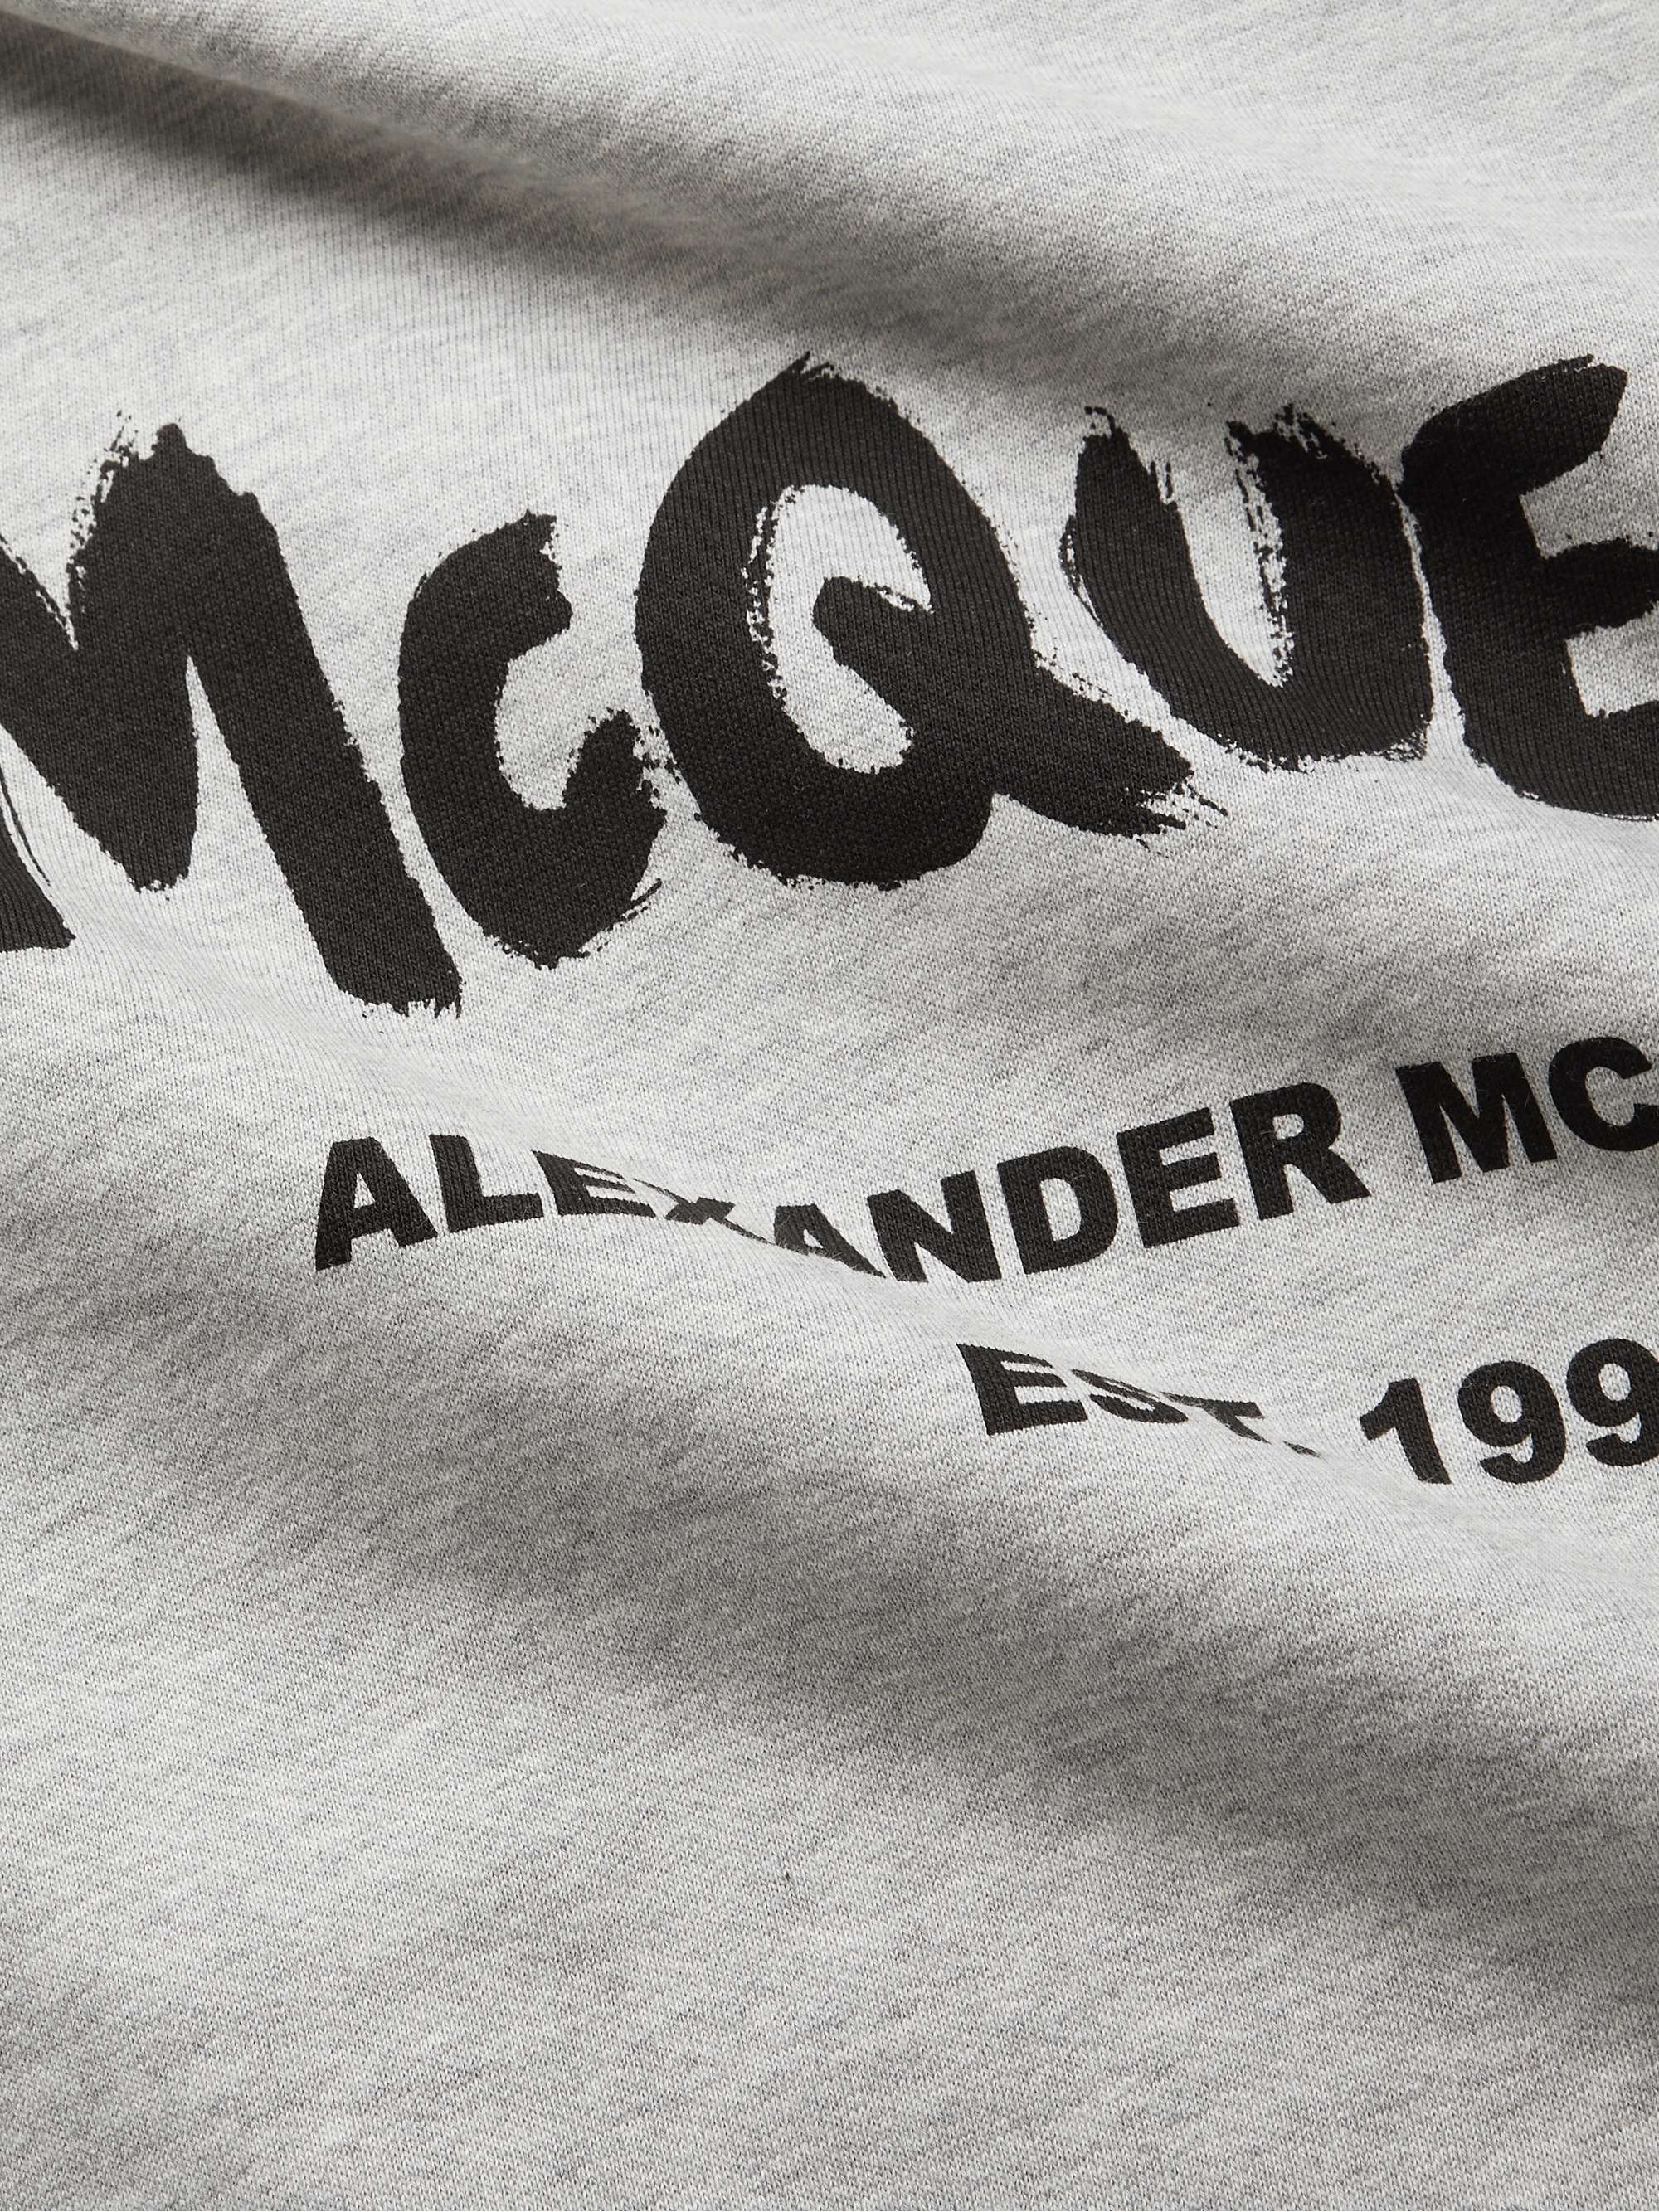 McQUE
ALEXANDER MC
EST. 199